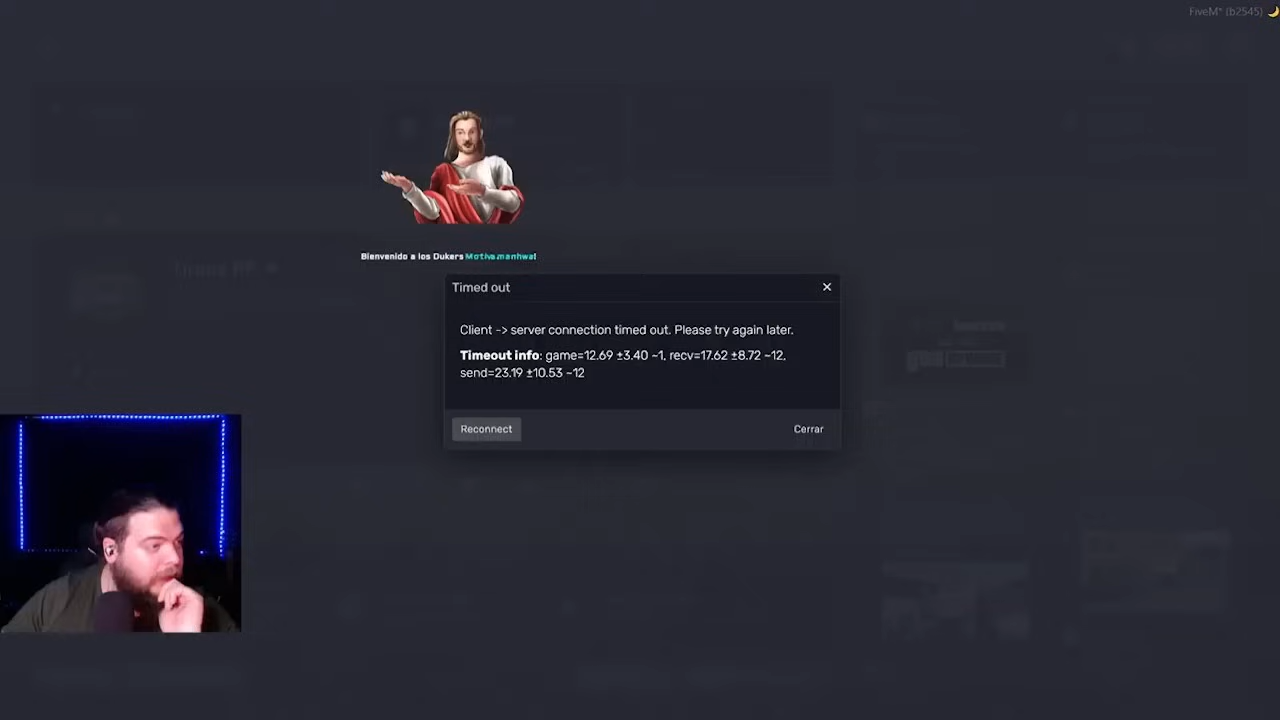 FiveM* (b2545)
Bienvenido a los Dukers Motivamanhwa!
Timed out
Client -> server connection timed out. Please try again later.
Timeout info: game=12.69 ±3.40 ~1, recv=17.62 ±8.72 ~12,
send=23.19 ±10.53 ~12
Reconnect
Cerrar